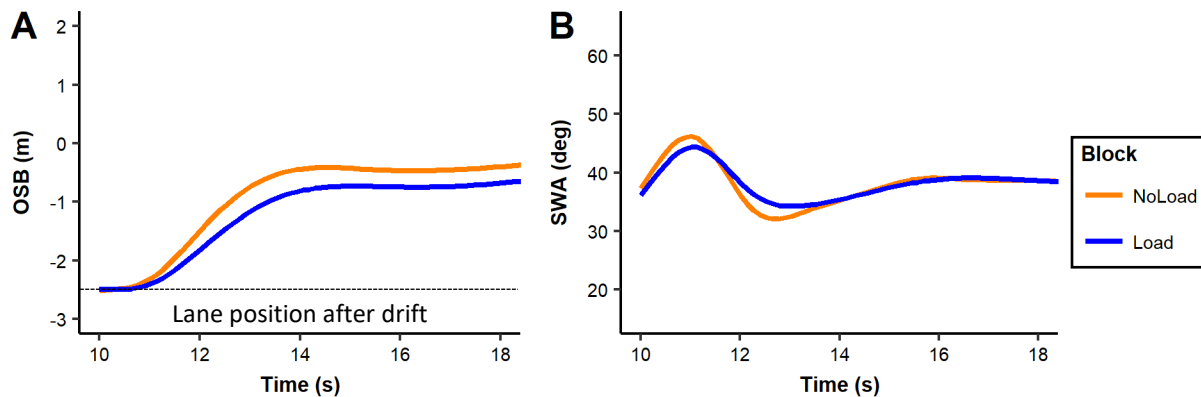 A
OSB (m)
2
1
0
-1
-2
-3
Lane position after drift
10 12 14 16 18
Time (s)
B
SWA (deg)
60
50
40
30
20
10 12 14 16 18
Time (s)
Block
NoLoad
Load